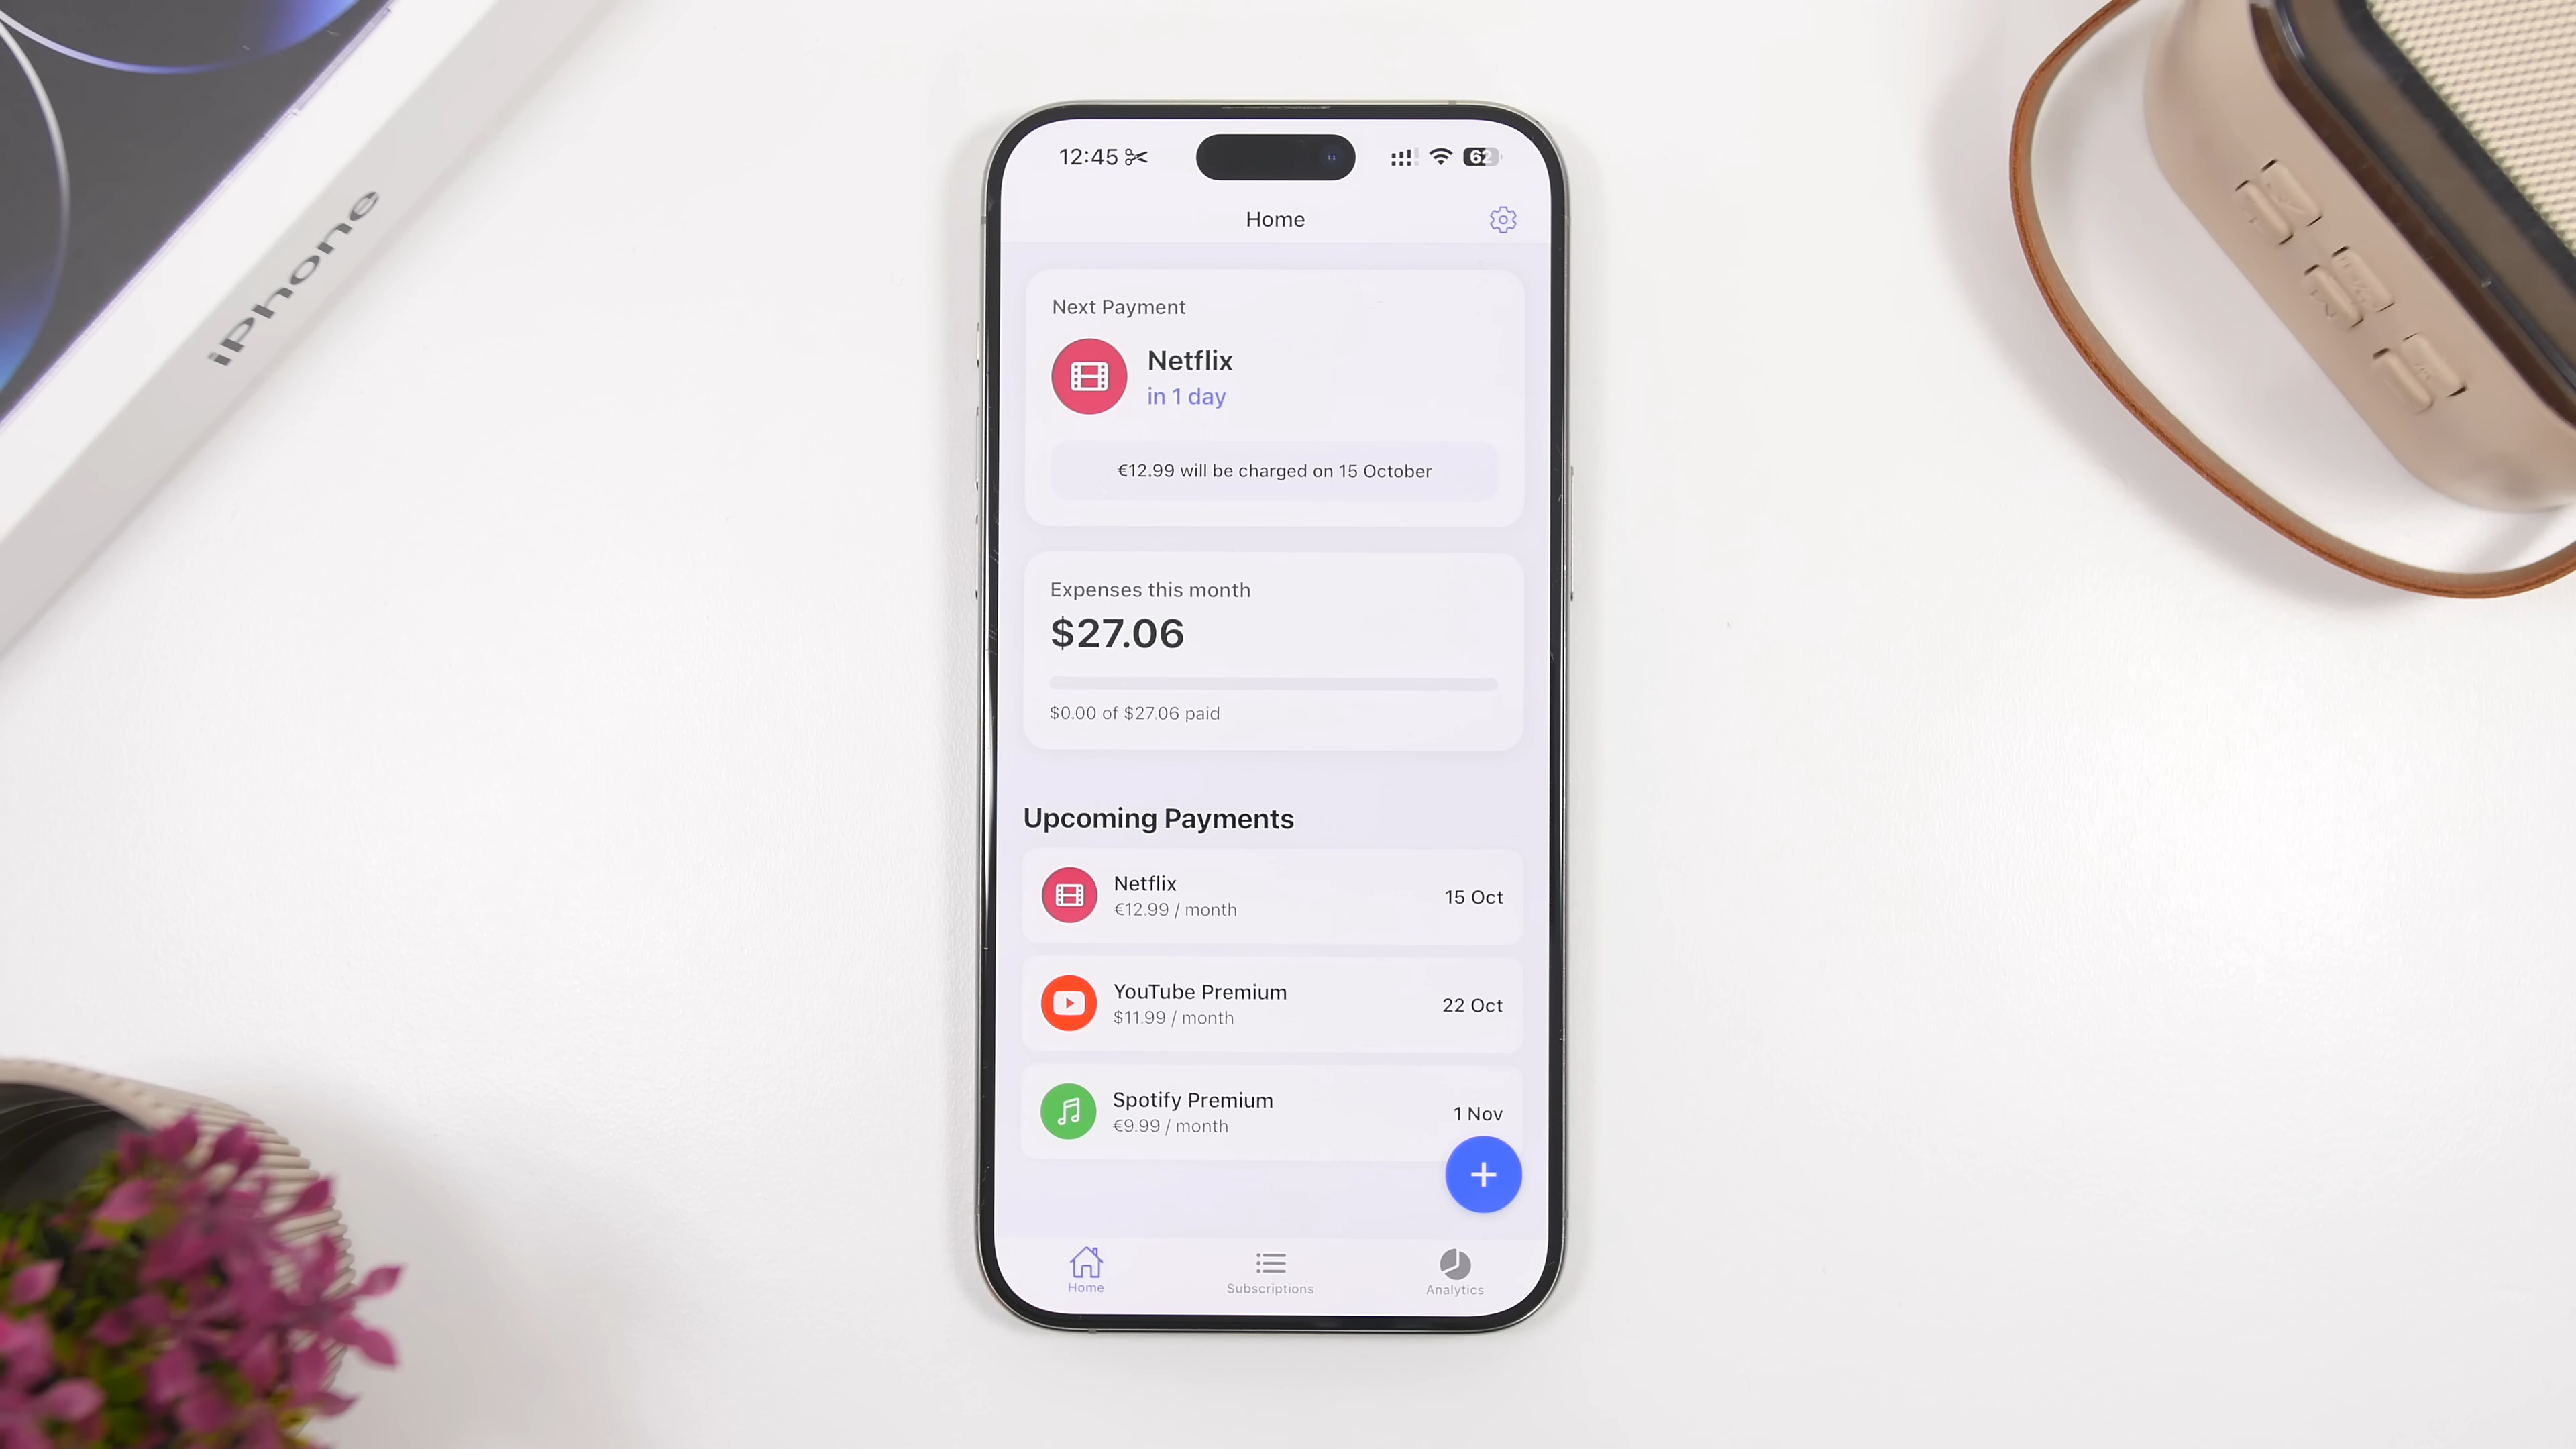 iPhone
12:45
62
Home
Next Payment
Netflix
in 1 day
€12.99 will be charged on 15 October
Expenses this month
$27.06
$0.00 of $27.06 paid
Upcoming Payments
Netflix
€12.99 / month
15 Oct
YouTube Premium
$11.99 / month
22 Oct
Spotify Premium
€9.99 / month
1 Nov
Home
Subscriptions
Analytics